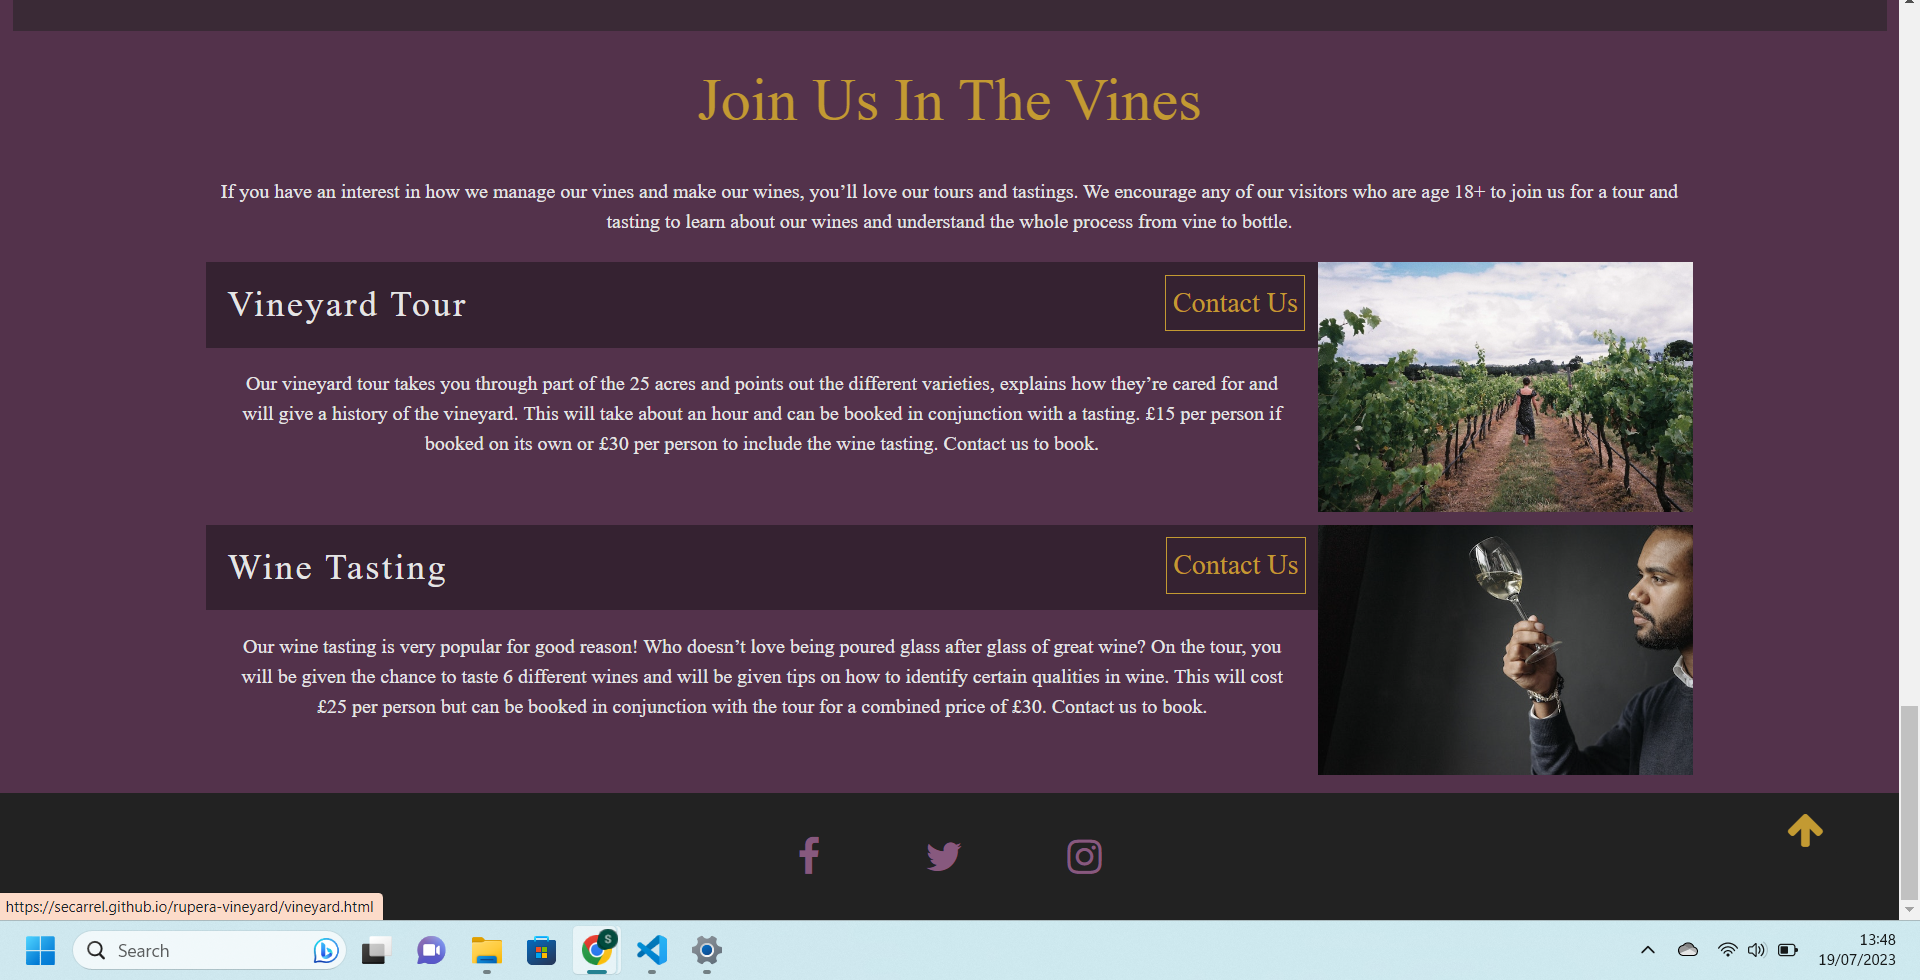 Join Us In The Vines
If you have an interest in how we manage our vines and make our wines, you’ll love our tours and tastings. We encourage any of our visitors who are age 18+ to join us for a tour and
tasting to learn about our wines and understand the whole process from vine to bottle.
Vineyard Tour
Contact Us
Our vineyard tour takes you through part of the 25 acres and points out the different varieties, explains how they’re cared for and
will give a history of the vineyard. This will take about an hour and can be booked in conjunction with a tasting. £15 per person if
booked on its own or £30 per person to include the wine tasting. Contact us to book.
Wine Tasting
Contact Us
Our wine tasting is very popular for good reason! Who doesn’t love being poured glass after glass of great wine? On the tour, you
will be given the chance to taste 6 different wines and will be given tips on how to identify certain qualities in wine. This will cost
£25 per person but can be booked in conjunction with the tour for a combined price of £30. Contact us to book.
https://secarrel.github.io/rupera-vineyard/vineyard.html
Search
S
13:48
19/07/2023